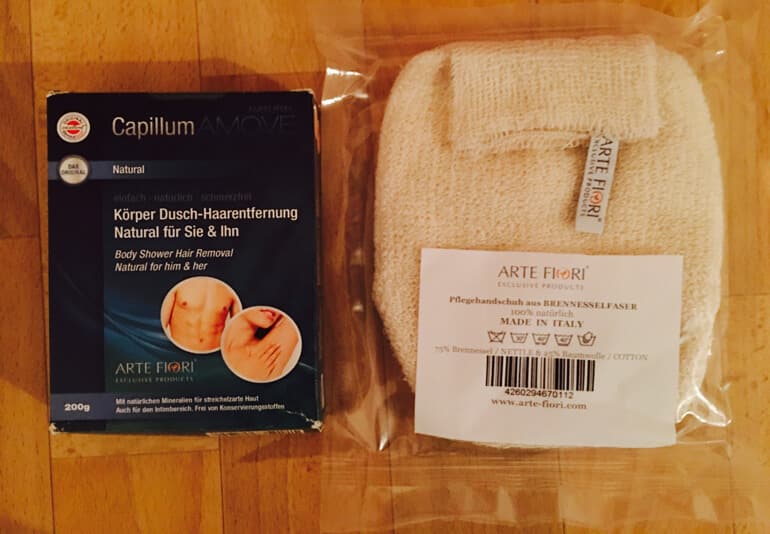 Capillum AMOVE
DAS
ORIGINAL
Natural
einfach · natürlich · schmerzfrei
Körper Dusch-Haarentfernung
Natural für Sie & Ihn
Body Shower Hair Removal
Natural for him & her
ARTE FIORI
EXCLUSIVE PRODUCTS
200g
Mit natürlichen Mineralien für streichelzarte Haut
Auch für den Intimbereich. Frei von Konservierungsstoffen
ARTE FIORI
EXCLUSIVE PRODUCTS
ARTE FIORI
EXCLUSIVE PRODUCTS
Pflegehandschuh aus BRENNESSELFASER
100% natürlich
MADE IN ITALY
75% Brennessel / NETTLE & 25% Baumwolle / COTTON
4260294670112
www.arte-fiori.com